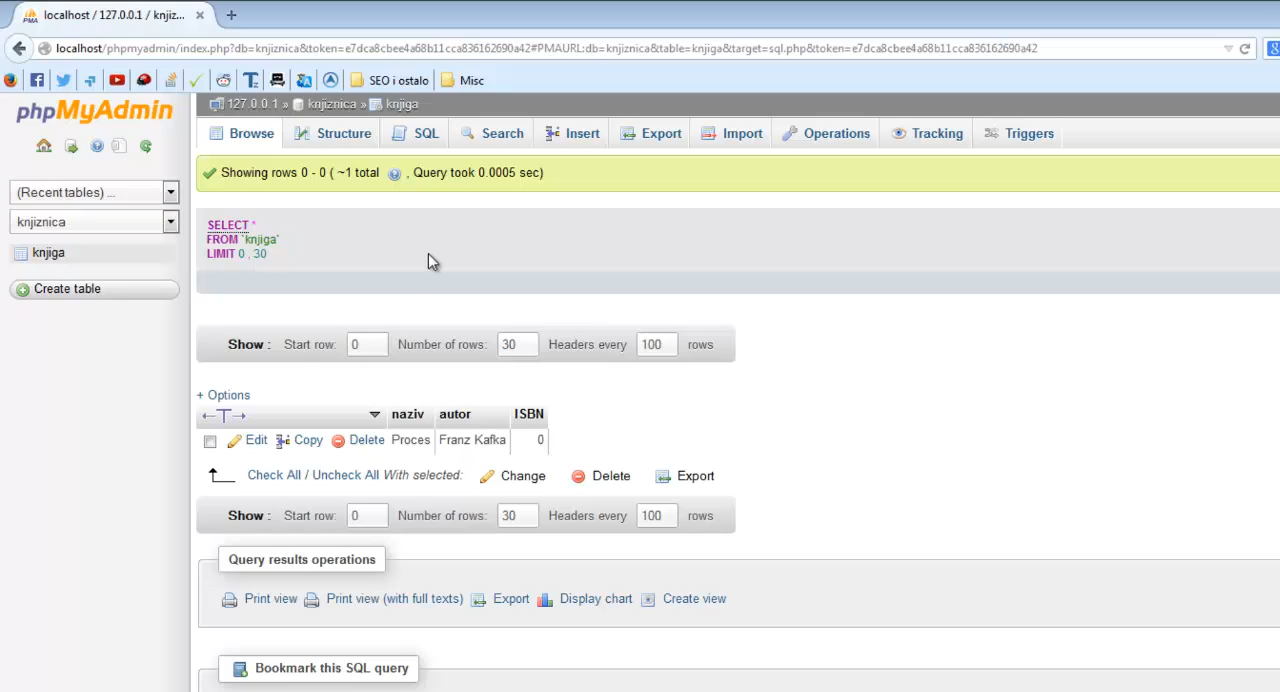 localhost / 127.0.0.1 / knjiz...
localhost/phpmyadmin/index.php?db=knjiznica&token=e7dca8cbee4a68b11cca836162690a42#PMAURL:db=knjiznica&table=knjiga&target=sql.php&token=e7dca8cbee4a68b11cca836162690a42
SEO i ostalo Misc
phpMyAdmin
(Recent tables) ...
knjiznica
knjiga
Create table
127.0.0.1 » knjiznica » knjiga
Browse Structure SQL Search Insert Export Import Operations Tracking Triggers
Showing rows 0 - 0 ( ~1 total , Query took 0.0005 sec)
SELECT *
FROM `knjiga`
LIMIT 0 , 30
Show : Start row: 0 Number of rows: 30 Headers every 100 rows
+ Options
←T→ naziv autor ISBN
Edit Copy Delete Proces Franz Kafka 0
Check All / Uncheck All With selected: Change Delete Export
Show : Start row: 0 Number of rows: 30 Headers every 100 rows
Query results operations
Print view Print view (with full texts) Export Display chart Create view
Bookmark this SQL query